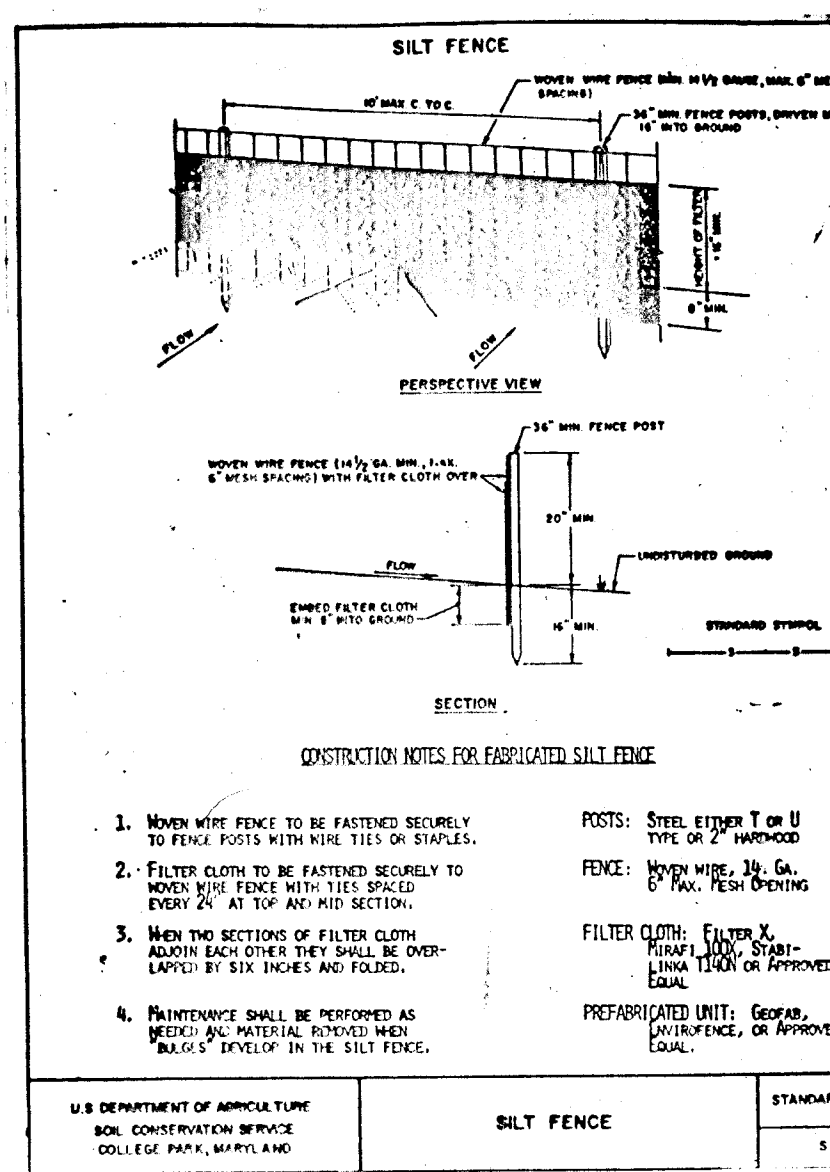 SILT FENCE
WOVEN WIRE FENCE (MIN. 14 1/2 GAUGE, MAX. 6" ME
SPACING)
10' MAX. C. TO C.
36" MIN. FENCE POSTS, DRIVEN M
16" INTO GROUND
HEIGHT OF FILTER
= 16" MIN.
8" MIN.
FLOW
FLOW
PERSPECTIVE VIEW
36" MIN. FENCE POST
WOVEN WIRE FENCE (14 1/2 GA. MIN.,
6" MESH SPACING) WITH FILTER CLOTH OVER
20" MIN.
UNDISTURBED GROUND
FLOW
EMBED FILTER CLOTH
MIN. 8" INTO GROUND
16" MIN.
STANDARD SYMBOL
S S
SECTION
CONSTRUCTION NOTES FOR FABRICATED SILT FENCE
1. WOVEN WIRE FENCE TO BE FASTENED SECURELY
TO FENCE POSTS WITH WIRE TIES OR STAPLES.
2. FILTER CLOTH TO BE FASTENED SECURELY TO
WOVEN WIRE FENCE WITH TIES SPACED
EVERY 24" AT TOP AND MID SECTION.
3. WHEN TWO SECTIONS OF FILTER CLOTH
ADJOIN EACH OTHER THEY SHALL BE OVER-
LAPPED BY SIX INCHES AND FOLDED.
4. MAINTENANCE SHALL BE PERFORMED AS
NEEDED AND MATERIAL REMOVED WHEN
"BULGES" DEVELOP IN THE SILT FENCE.
POSTS: STEEL EITHER T OR U
TYPE OR 2" HARDWOOD
FENCE: WOVEN WIRE, 14. GA.
6" MAX. MESH OPENING
FILTER CLOTH: FILTER X,
MIRAFI 100X, STABI-
LINKA T140N OR APPROVED
EQUAL
PREFABRICATED UNIT: GEOFAB,
ENVIROFENCE, OR APPROVE
EQUAL.
U.S DEPARTMENT OF AGRICULTURE
SOIL CONSERVATION SERVICE
COLLEGE PARK, MARYLAND
SILT FENCE
STANDAR
S